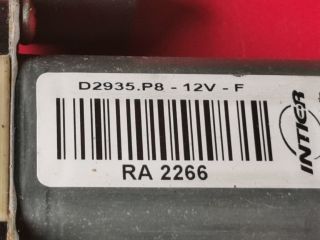 D2935.P8 - 12V - F
INTIER
RA 2266